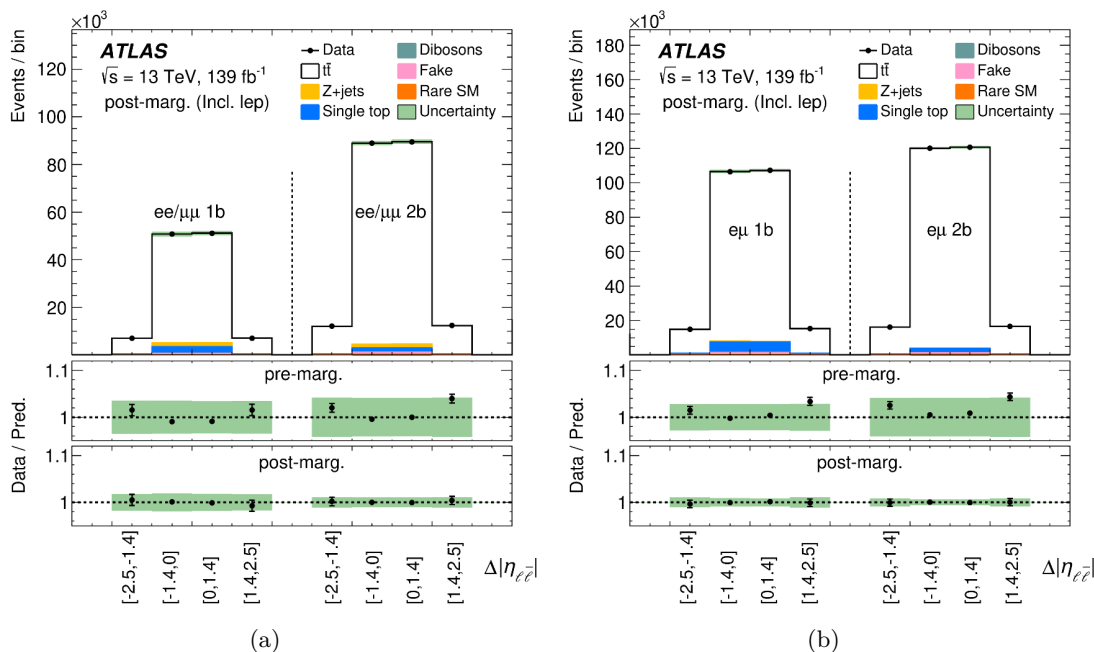 ×10³
Events / bin
120
100
80
60
40
20
ATLAS
√s = 13 TeV, 139 fb⁻¹
post-marg. (Incl. lep)
Data
tt̄
Z+jets
Single top
Dibosons
Fake
Rare SM
Uncertainty
ee/μμ 1b
ee/μμ 2b
Data / Pred.
1.1
1
pre-marg.
1.1
1
post-marg.
[-2.5,-1.4]
[-1.4,0]
[0,1.4]
[1.4,2.5]
[-2.5,-1.4]
[-1.4,0]
[0,1.4]
[1.4,2.5]
Δ|η_ℓℓ̄|
(a)
×10³
Events / bin
180
160
140
120
100
80
60
40
20
ATLAS
√s = 13 TeV, 139 fb⁻¹
post-marg. (Incl. lep)
Data
tt̄
Z+jets
Single top
Dibosons
Fake
Rare SM
Uncertainty
eμ 1b
eμ 2b
Data / Pred.
1.1
1
pre-marg.
1.1
1
post-marg.
[-2.5,-1.4]
[-1.4,0]
[0,1.4]
[1.4,2.5]
[-2.5,-1.4]
[-1.4,0]
[0,1.4]
[1.4,2.5]
Δ|η_ℓℓ̄|
(b)